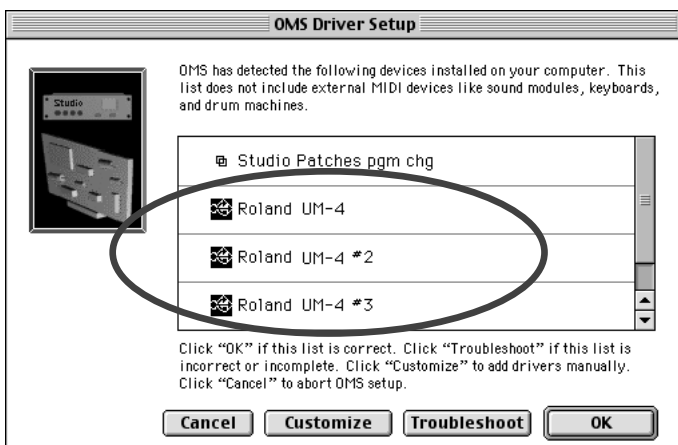 OMS Driver Setup
Studio
OMS has detected the following devices installed on your computer. This
list does not include external MIDI devices like sound modules, keyboards,
and drum machines.
Studio Patches pgm chg
Roland UM-4
Roland UM-4 #2
Roland UM-4 #3
Click “OK” if this list is correct. Click “Troubleshoot” if this list is
incorrect or incomplete. Click “Customize” to add drivers manually.
Click “Cancel” to abort OMS setup.
Cancel Customize Troubleshoot OK